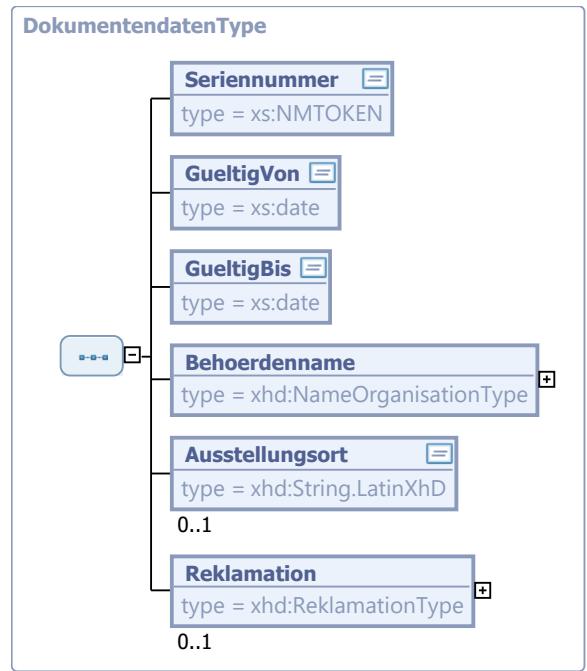 DokumentendatenType
Seriennummer
type = xs:NMTOKEN
GueltigVon
type = xs:date
GueltigBis
type = xs:date
Behoerdenname
type = xhd:NameOrganisationType
Ausstellungsort
type = xhd:String.LatinXhD
0..1
Reklamation
type = xhd:ReklamationType
0..1